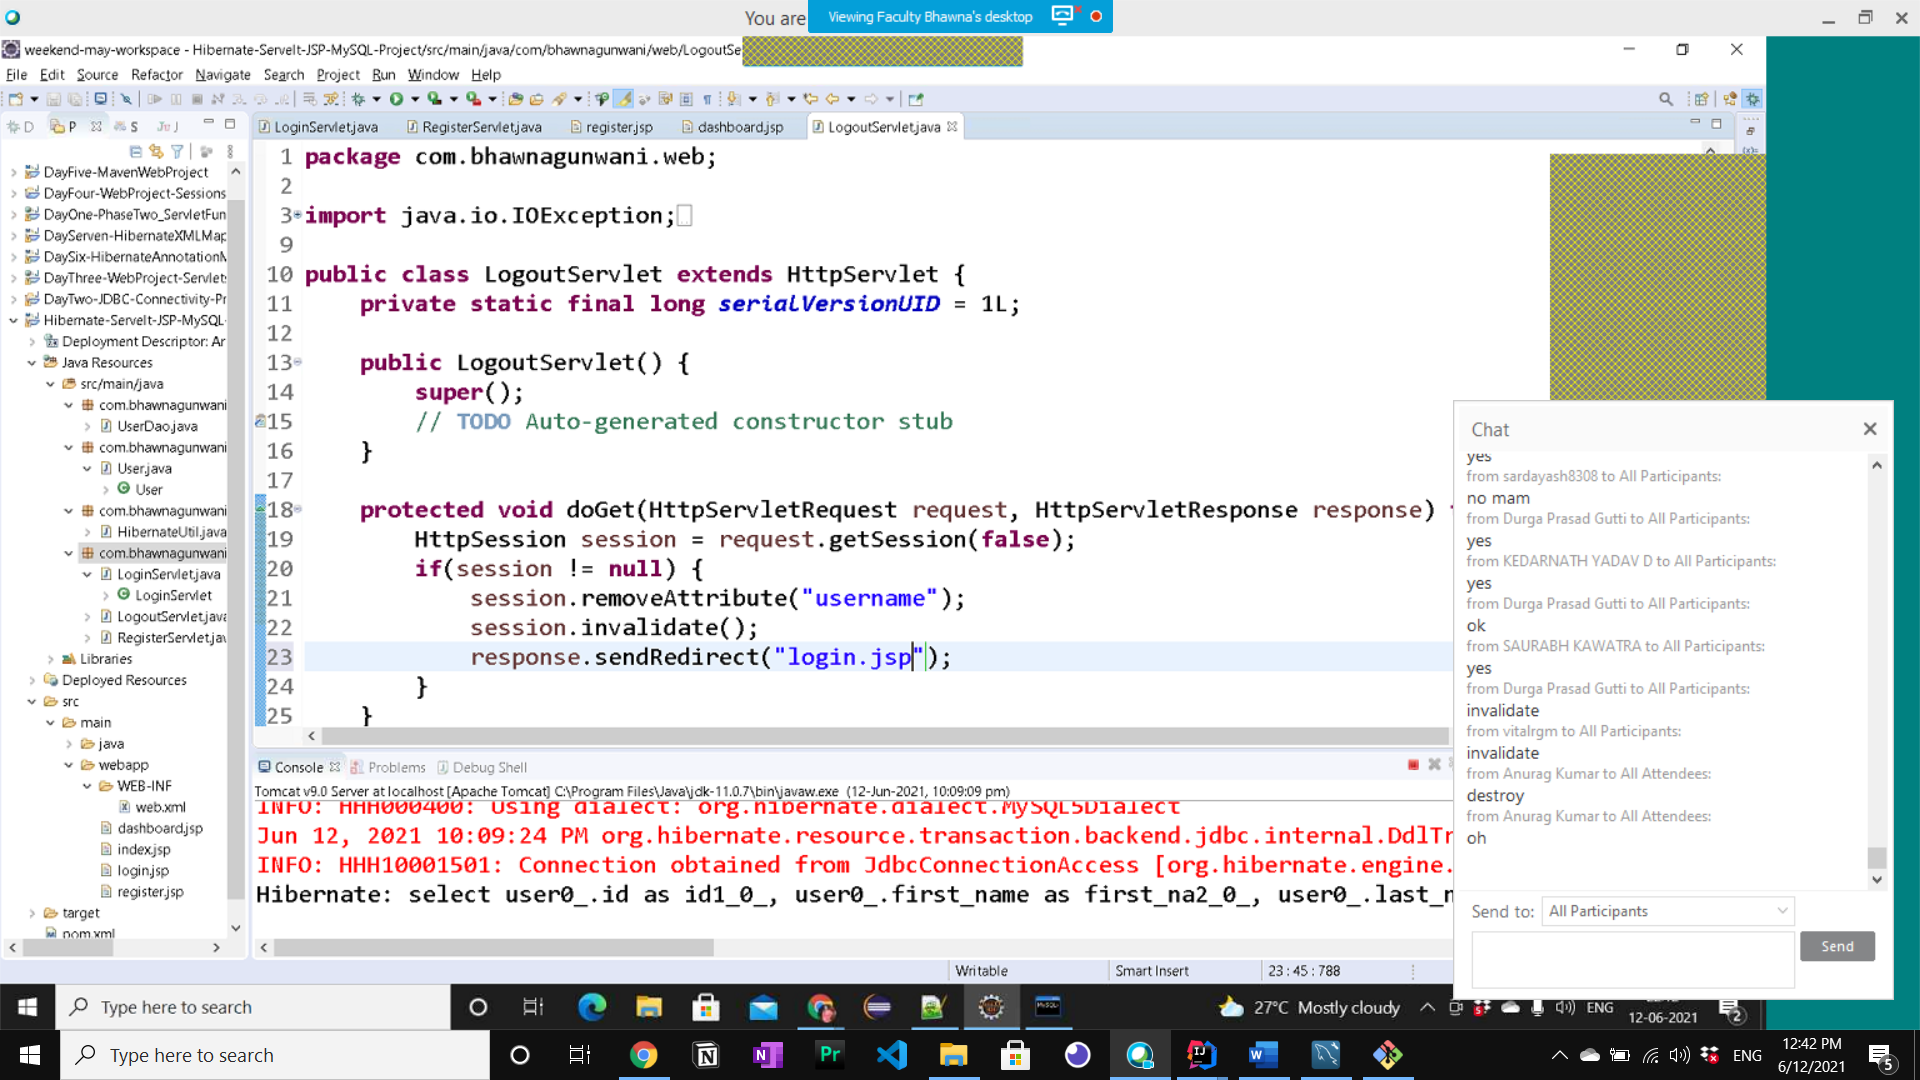 You are
Viewing Faculty Bhawna's desktop
weekend-may-workspace - Hibernate-Servelt-JSP-MySQL-Project/src/main/java/com/bhawnagunwani/web/LogoutSe
File Edit Source Refactor Navigate Search Project Run Window Help
D P S J
LoginServlet.java RegisterServlet.java register.jsp dashboard.jsp LogoutServlet.java
DayFive-MavenWebProject
DayFour-WebProject-Sessions
DayOne-PhaseTwo_ServletFun
DayServen-HibernateXMLMap
DaySix-HibernateAnnotationM
DayThree-WebProject-Servlet
DayTwo-JDBC-Connectivity-Pr
Hibernate-Servelt-JSP-MySQL
Deployment Descriptor: Ar
Java Resources
src/main/java
com.bhawnagunwani
UserDao.java
com.bhawnagunwani
User.java
User
com.bhawnagunwani
HibernateUtil.java
com.bhawnagunwani
LoginServlet.java
LoginServlet
LogoutServlet.java
RegisterServlet.jav
Libraries
Deployed Resources
src
main
java
webapp
WEB-INF
web.xml
dashboard.jsp
index.jsp
login.jsp
register.jsp
target
pom.xml
1 package com.bhawnagunwani.web;
2
3 import java.io.IOException;
9
10 public class LogoutServlet extends HttpServlet {
11 private static final long serialVersionUID = 1L;
12
13 public LogoutServlet() {
14 super();
15 // TODO Auto-generated constructor stub
16 }
17
18 protected void doGet(HttpServletRequest request, HttpServletResponse response)
19 HttpSession session = request.getSession(false);
20 if(session != null) {
21 session.removeAttribute("username");
22 session.invalidate();
23 response.sendRedirect("login.jsp");
24 }
25 }
Console Problems Debug Shell
Tomcat v9.0 Server at localhost [Apache Tomcat] C:\Program Files\Java\jdk-11.0.7\bin\javaw.exe (12-Jun-2021, 10:09:09 pm)
INFO: HHH000400: Using dialect: org.hibernate.dialect.MySQL5Dialect
Jun 12, 2021 10:09:24 PM org.hibernate.resource.transaction.backend.jdbc.internal.DdlTr
INFO: HHH10001501: Connection obtained from JdbcConnectionAccess [org.hibernate.engine.
Hibernate: select user0_.id as id1_0_, user0_.first_name as first_na2_0_, user0_.last_n
Writable Smart Insert 23 : 45 : 788
Chat
yes
from sardayash8308 to All Participants:
no mam
from Durga Prasad Gutti to All Participants:
yes
from KEDARNATH YADAV D to All Participants:
yes
from Durga Prasad Gutti to All Participants:
ok
from SAURABH KAWATRA to All Participants:
yes
from Durga Prasad Gutti to All Participants:
invalidate
from vitalrgm to All Participants:
invalidate
from Anurag Kumar to All Attendees:
destroy
from Anurag Kumar to All Attendees:
oh
Send to: All Participants
Send
Type here to search
27°C Mostly cloudy
ENG
12-06-2021
2
Type here to search
ENG
12:42 PM
6/12/2021
5